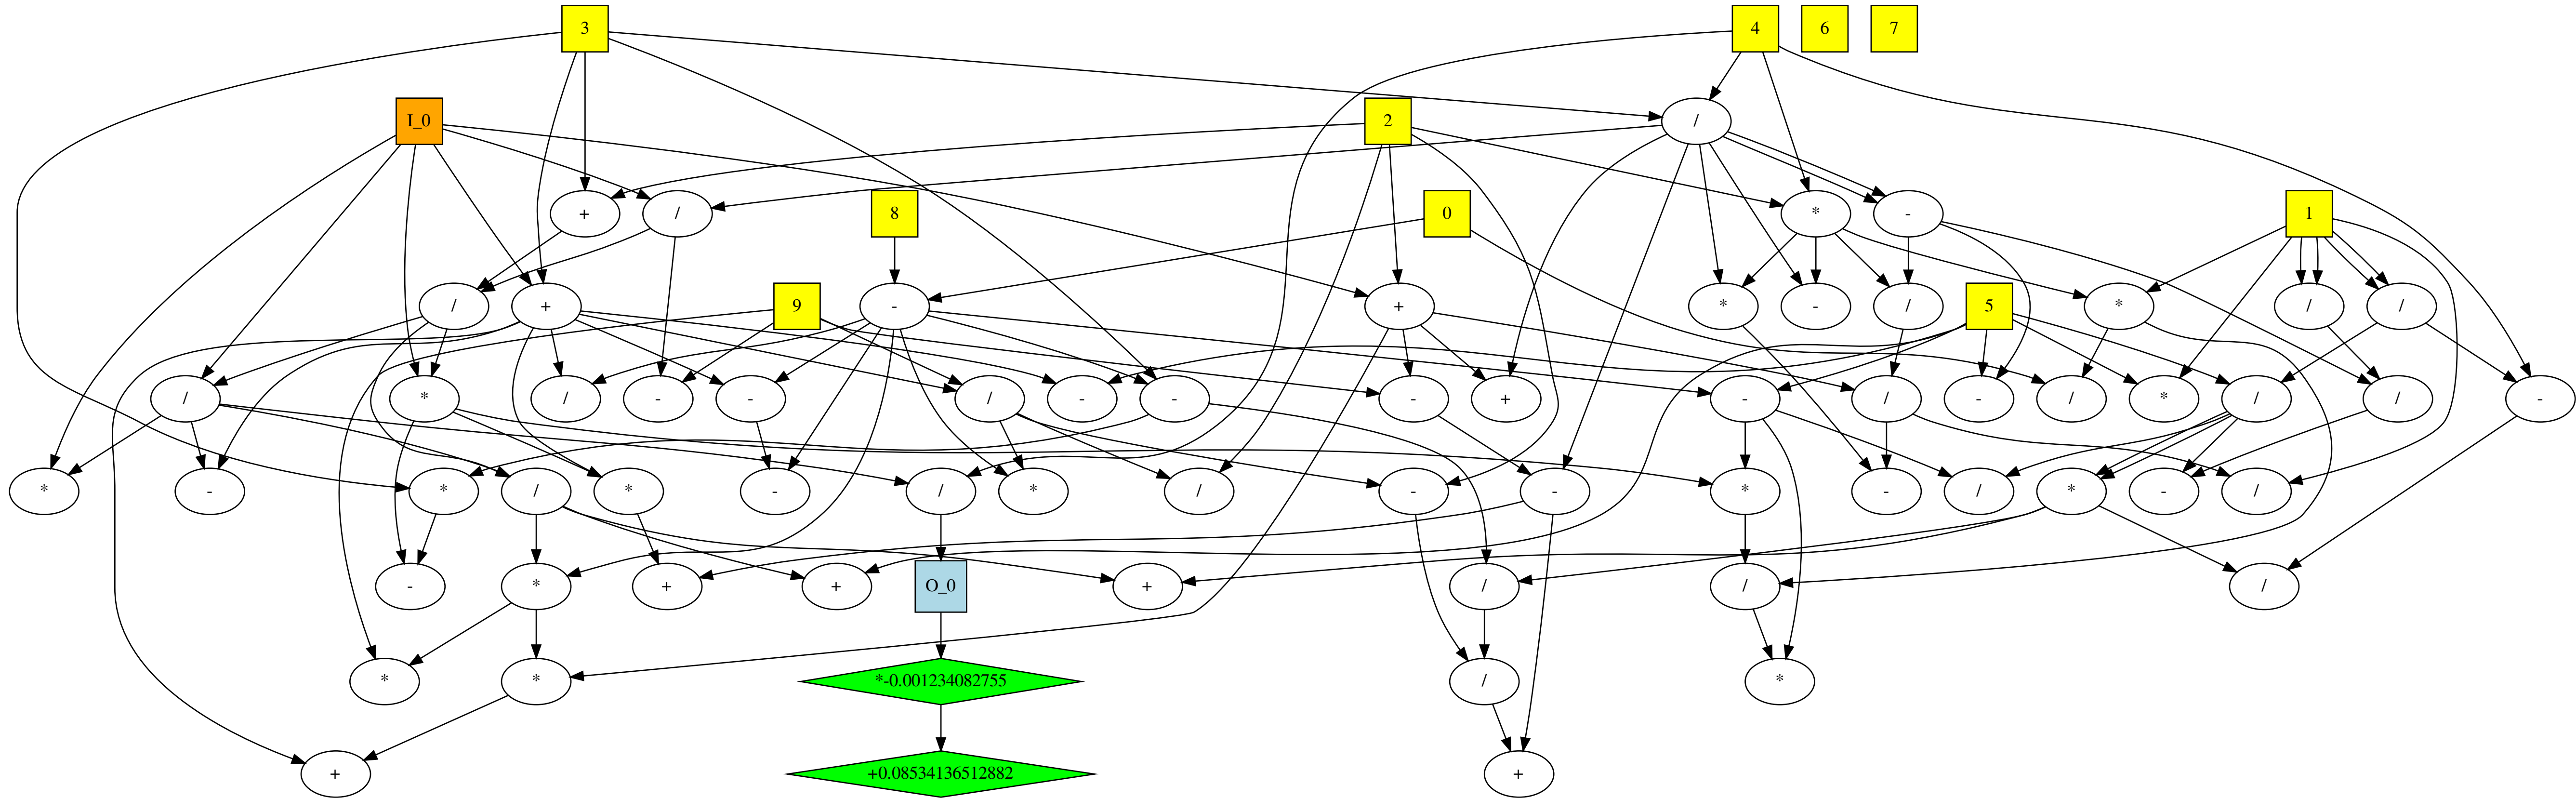 3 4 6 7
I_0 2 /
+ / 8 0 * - 1
/ + 9 - + * - / 5 * / /
/ * / - - / - - - + - / - / * / / -
* - * / * - / * / - - * - / * - /
- * + + O_0 + / / /
* * *-0.001234082755 / *
+ +0.08534136512882 +